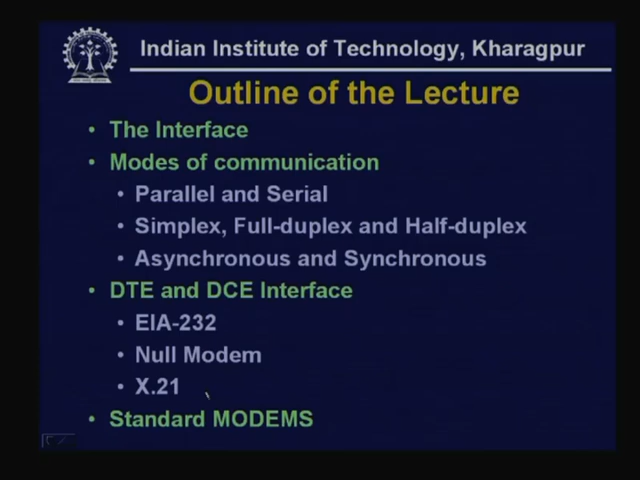 Indian Institute of Technology, Kharagpur
Outline of the Lecture
• The Interface
• Modes of communication
• Parallel and Serial
• Simplex, Full-duplex and Half-duplex
• Asynchronous and Synchronous
• DTE and DCE Interface
• EIA-232
• Null Modem
• X.21
• Standard MODEMS